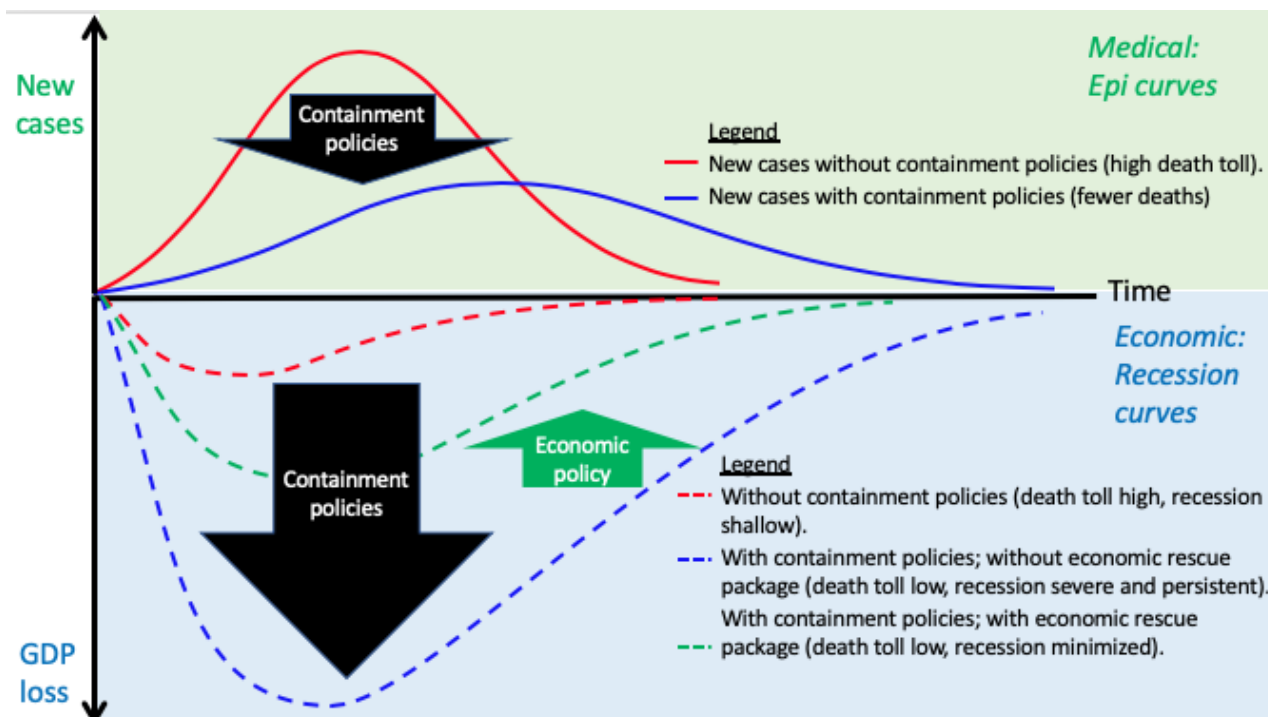 Medical:
Epi curves
New
cases
Containment
policies
Legend
New cases without containment policies (high death toll).
New cases with containment policies (fewer deaths)
Time
Economic:
Recession
curves
Containment
policies
Economic
policy
Legend
Without containment policies (death toll high, recession
shallow).
With containment policies; without economic rescue
package (death toll low, recession severe and persistent).
With containment policies; with economic rescue
package (death toll low, recession minimized).
GDP
loss